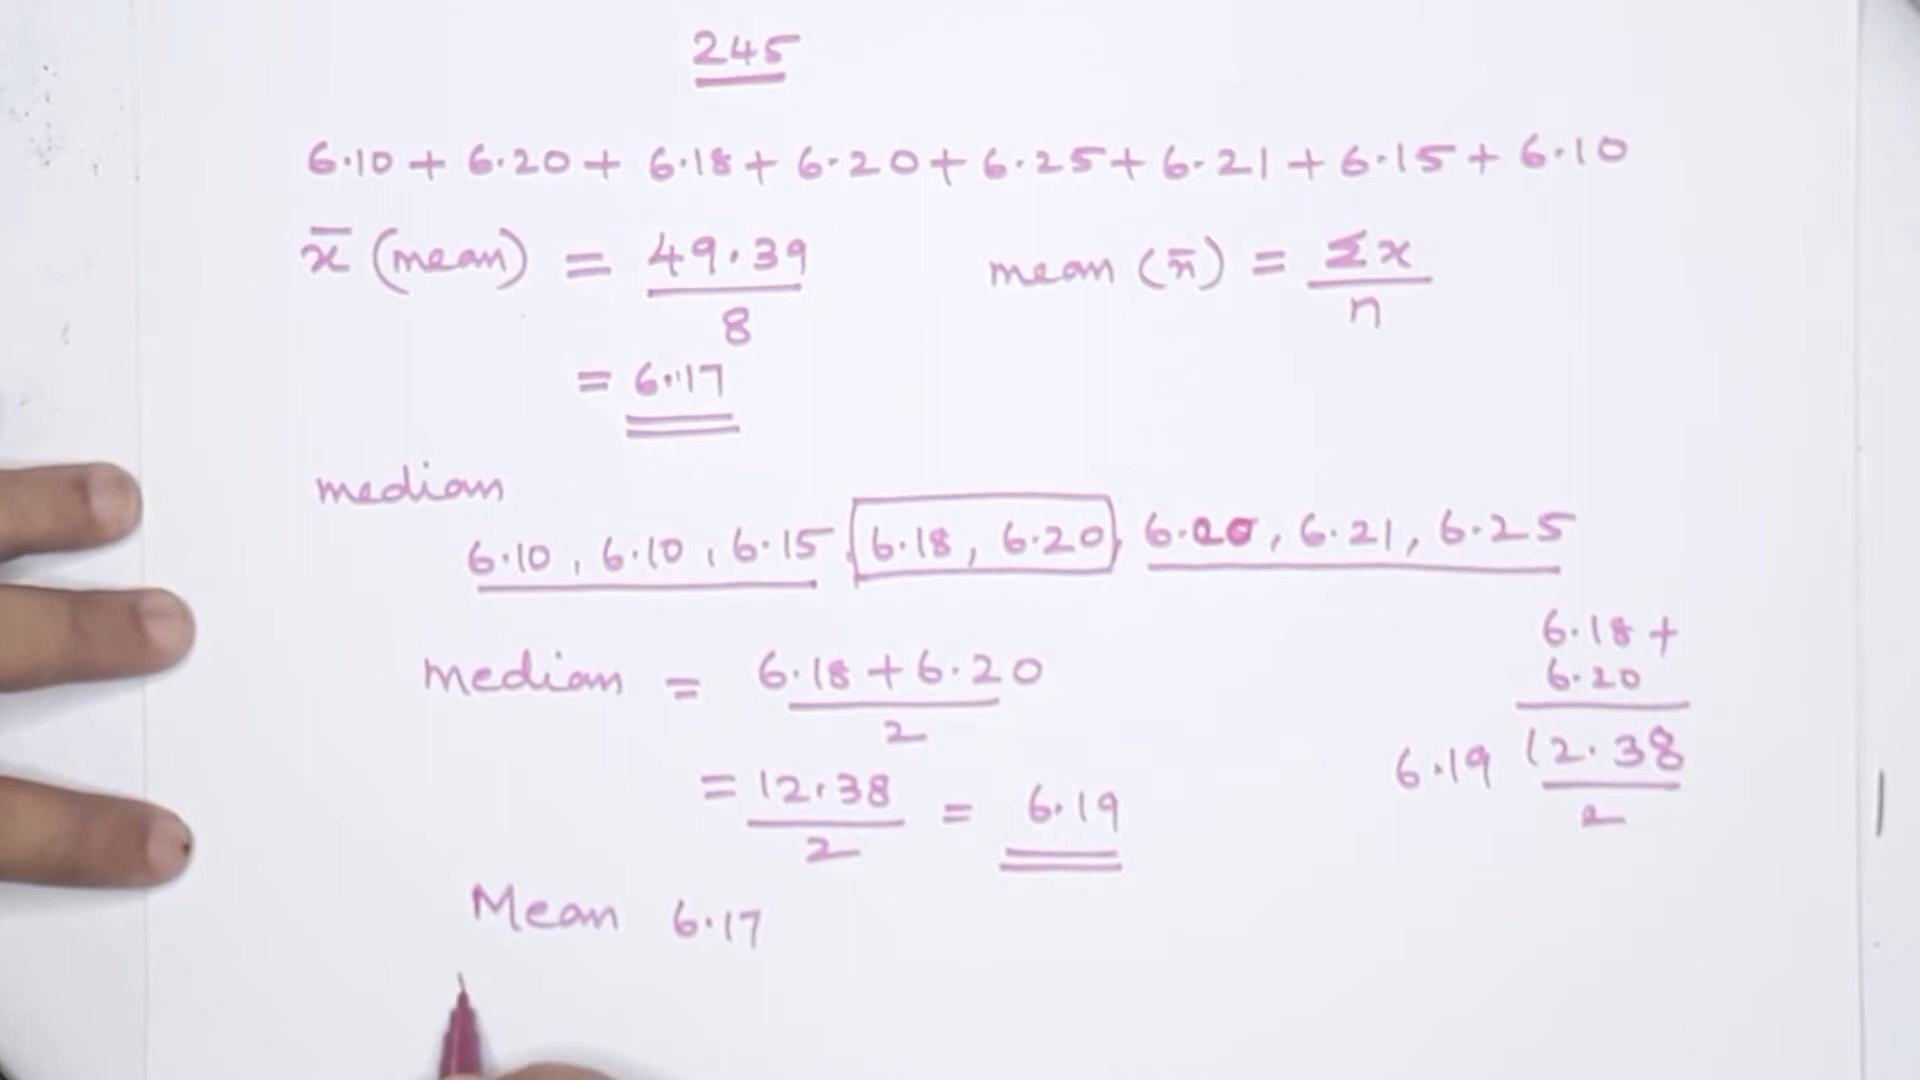 245
6.10 + 6.20 + 6.18 + 6.20 + 6.25 + 6.21 + 6.15 + 6.10
x̄ (mean) = 49.39 / 8
mean (x̄) = Σx / n
= 6.17
median
6.10, 6.10, 6.15, 6.18, 6.20, 6.20, 6.21, 6.25
median = 6.18 + 6.20 / 2
= 12.38 / 2 = 6.19
6.18 +
6.20
6.19 12.38
2
Mean 6.17